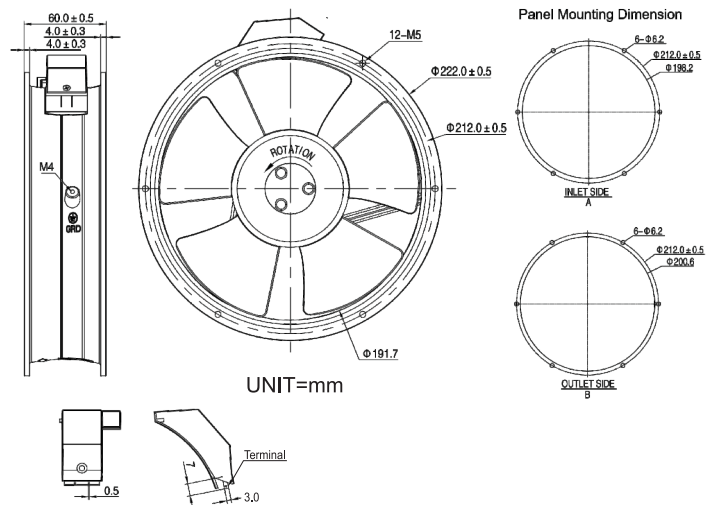 Panel Mounting Dimension
60.0±0.5
4.0±0.3
4.0±0.3
12-M5
Φ222.0±0.5
Φ212.0±0.5
M4
GRD
ROTATION
Φ191.7
UNIT=mm
6-Φ6.2
Φ212.0±0.5
Φ198.2
INLET SIDE
A
6-Φ6.2
Φ212.0±0.5
Φ200.6
OUTLET SIDE
B
0.5
7
Terminal
3.0